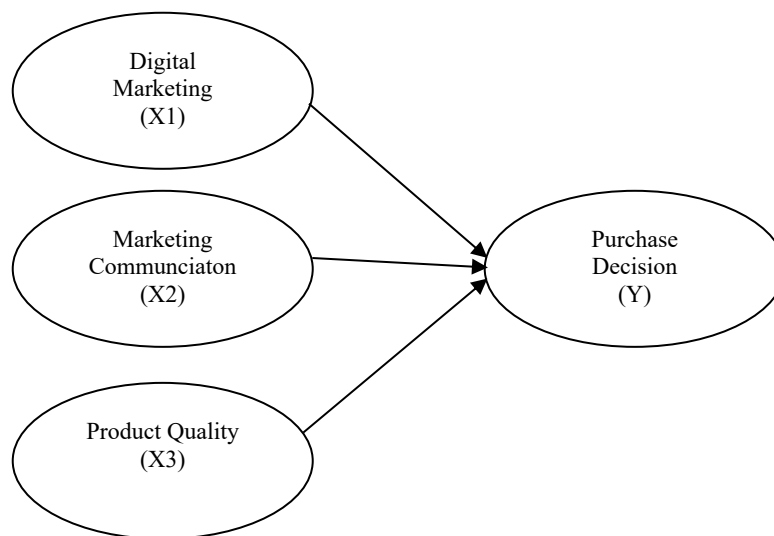 Digital
Marketing
(X1)
Marketing
Communciaton
(X2)
Product Quality
(X3)
Purchase
Decision
(Y)